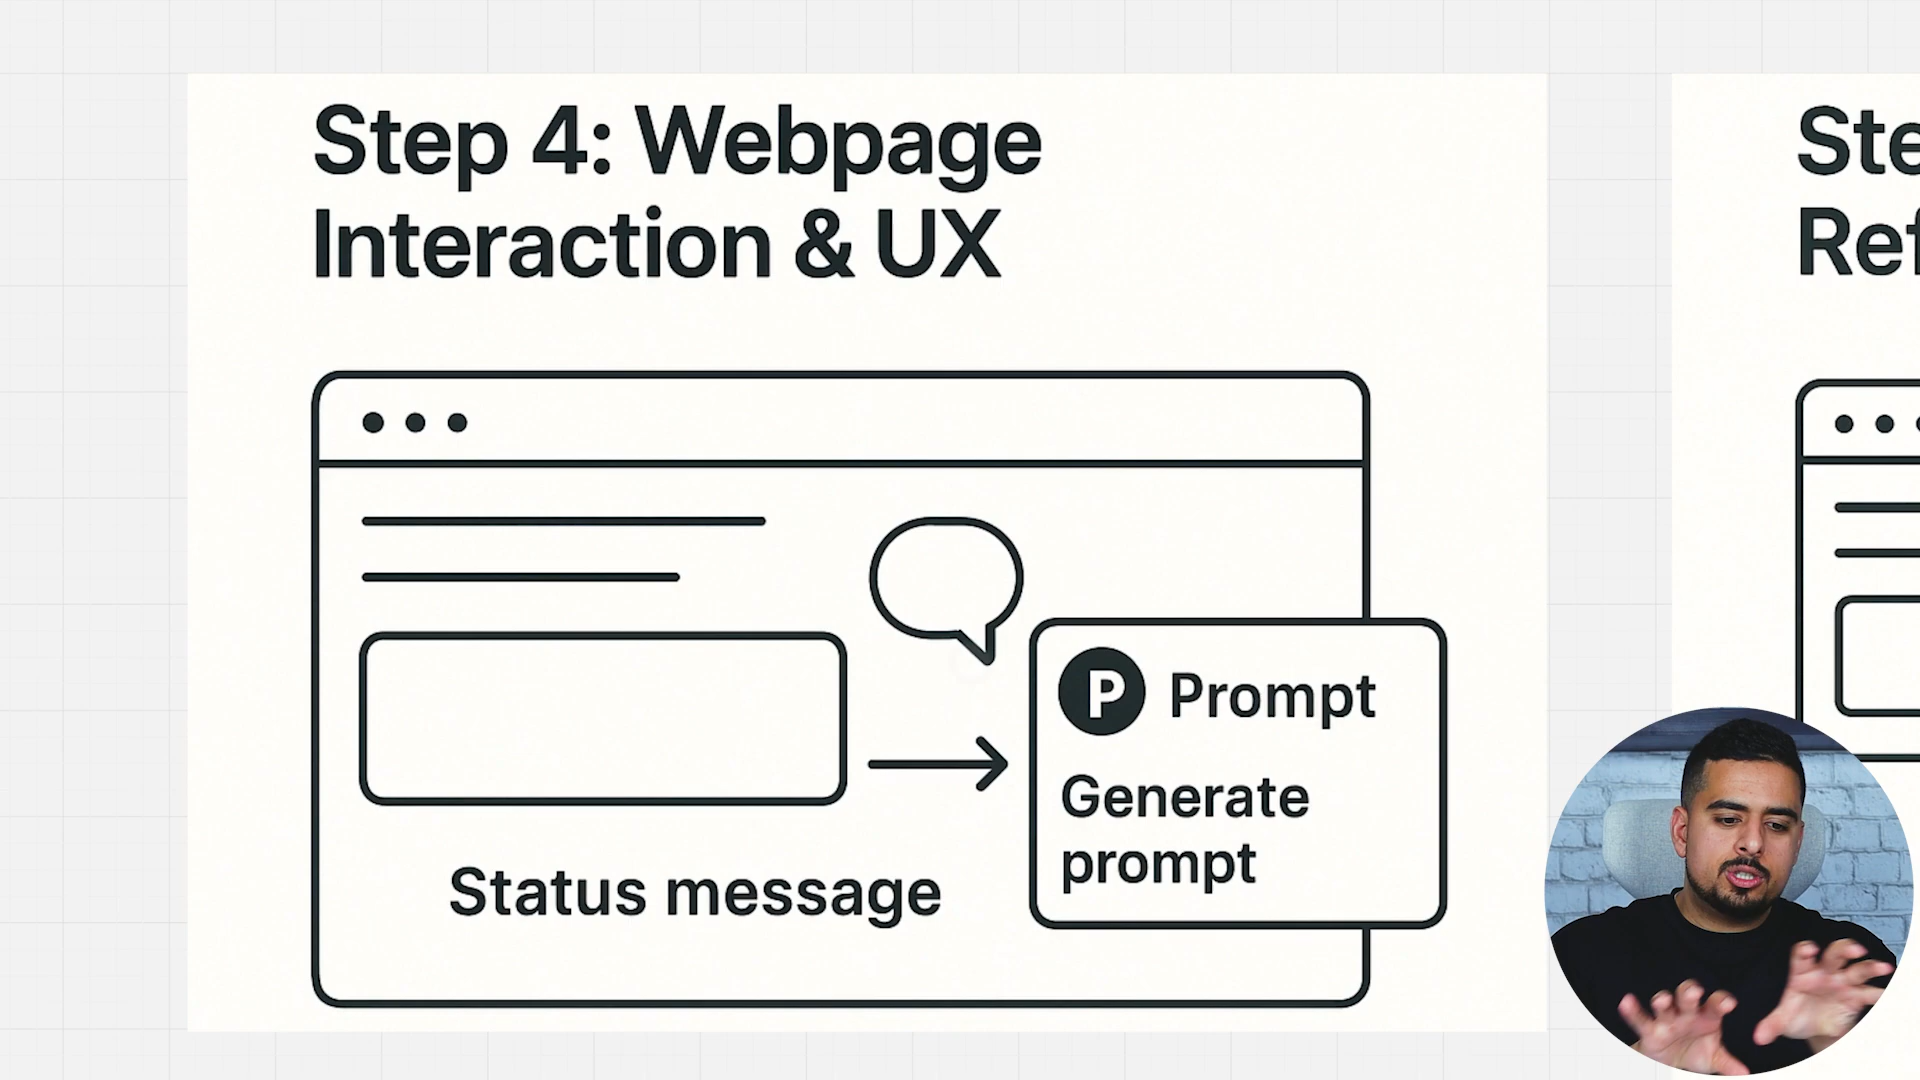 Step 4: Webpage
Interaction & UX
P Prompt
Generate
prompt
Status message